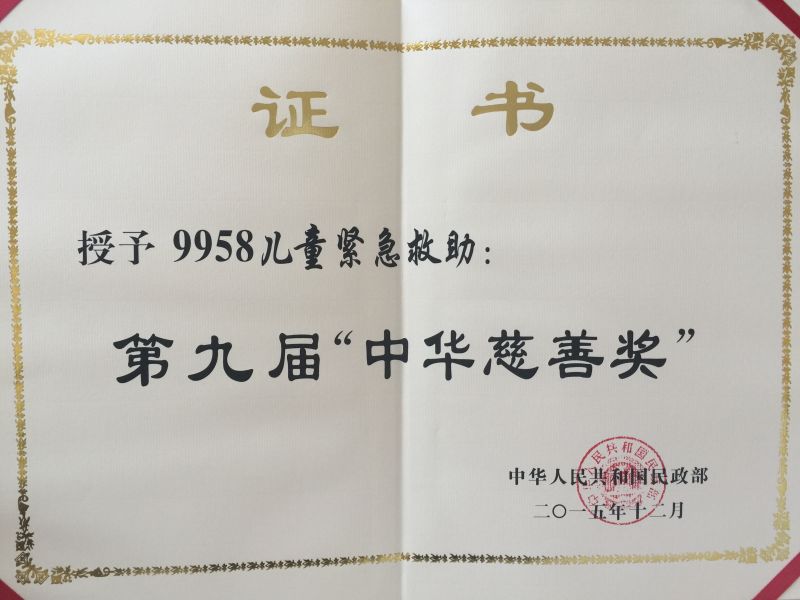 证 书
授予 9958儿童紧急救助：
第九届“中华慈善奖”
中华人民共和国民政部
二〇一五年十二月